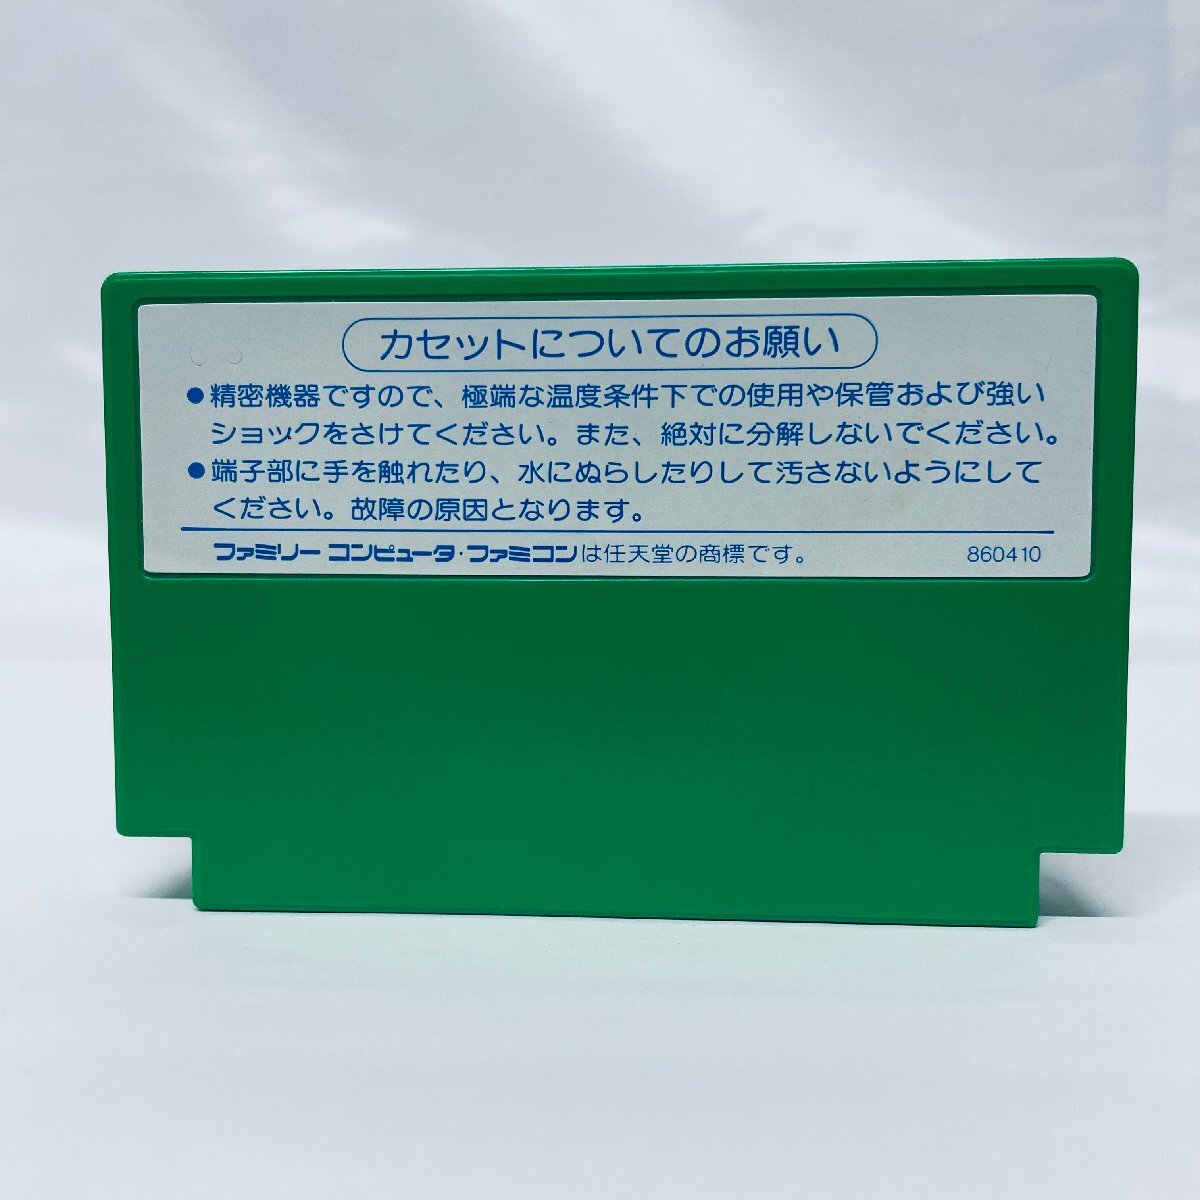 カセットについてのお願い
●精密機器ですので、極端な温度条件下での使用や保管および強い
ショックをさけてください。また、絶対に分解しないでください。
●端子部に手を触れたり、水にぬらしたりして汚さないようにして
ください。故障の原因となります。
ファミリー コンピュータ・ファミコンは任天堂の商標です。 860410